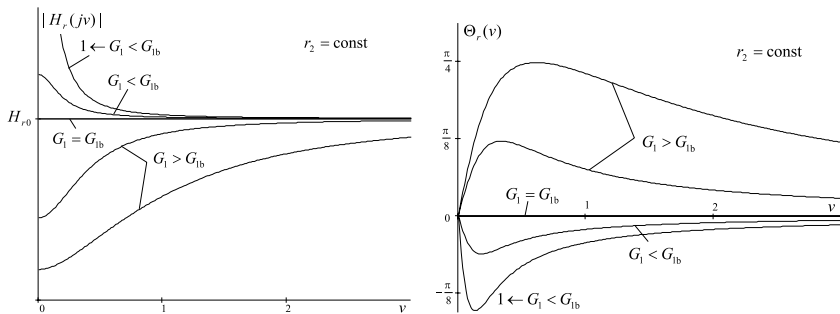 |H_r(jv)|
1 ← G_1 < G_1b
r_2 = const
G_1 < G_1b
H_r0
G_1 = G_1b
G_1 > G_1b
0
1
2
v
Θ_r(v)
r_2 = const
π/4
π/8
G_1 > G_1b
G_1 = G_1b
0
1
2
v
G_1 < G_1b
-π/8
1 ← G_1 < G_1b